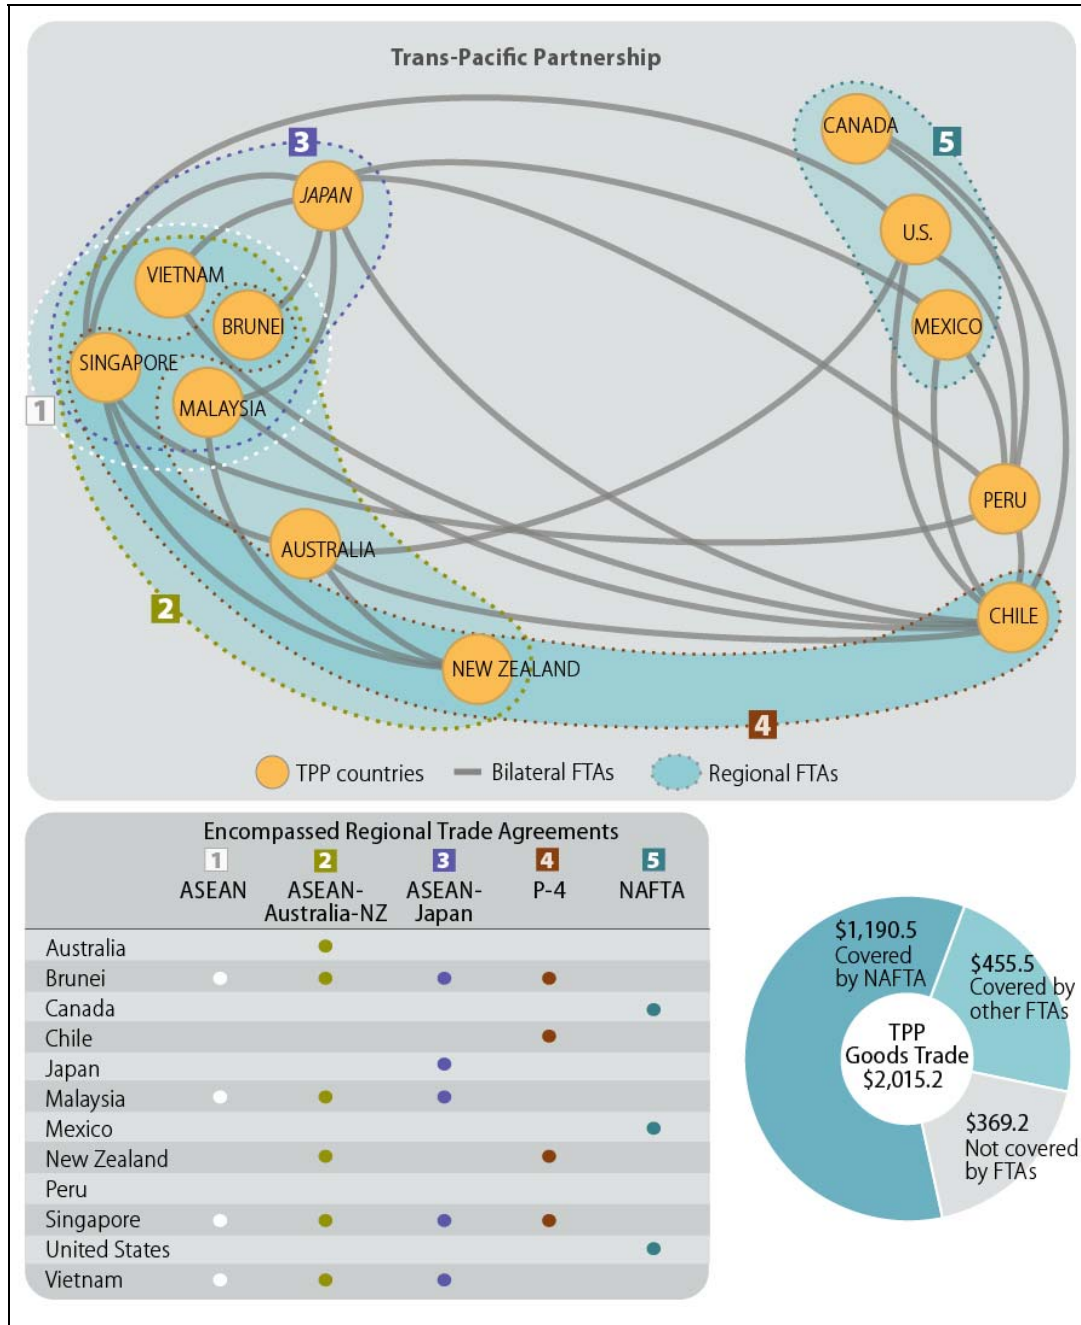 Trans-Pacific Partnership
CANADA
3
5
JAPAN
U.S.
VIETNAM
BRUNEI
MEXICO
SINGAPORE
1
MALAYSIA
PERU
AUSTRALIA
2
CHILE
NEW ZEALAND
4
TPP countries
Bilateral FTAs
Regional FTAs
Encompassed Regional Trade Agreements
1 2 3 4 5
ASEAN ASEAN- ASEAN- P-4 NAFTA
Australia-NZ Japan
Australia
Brunei
Canada
Chile
Japan
Malaysia
Mexico
New Zealand
Peru
Singapore
United States
Vietnam
$1,190.5
Covered
by NAFTA
$455.5
Covered by
other FTAs
TPP
Goods Trade
$2,015.2
$369.2
Not covered
by FTAs